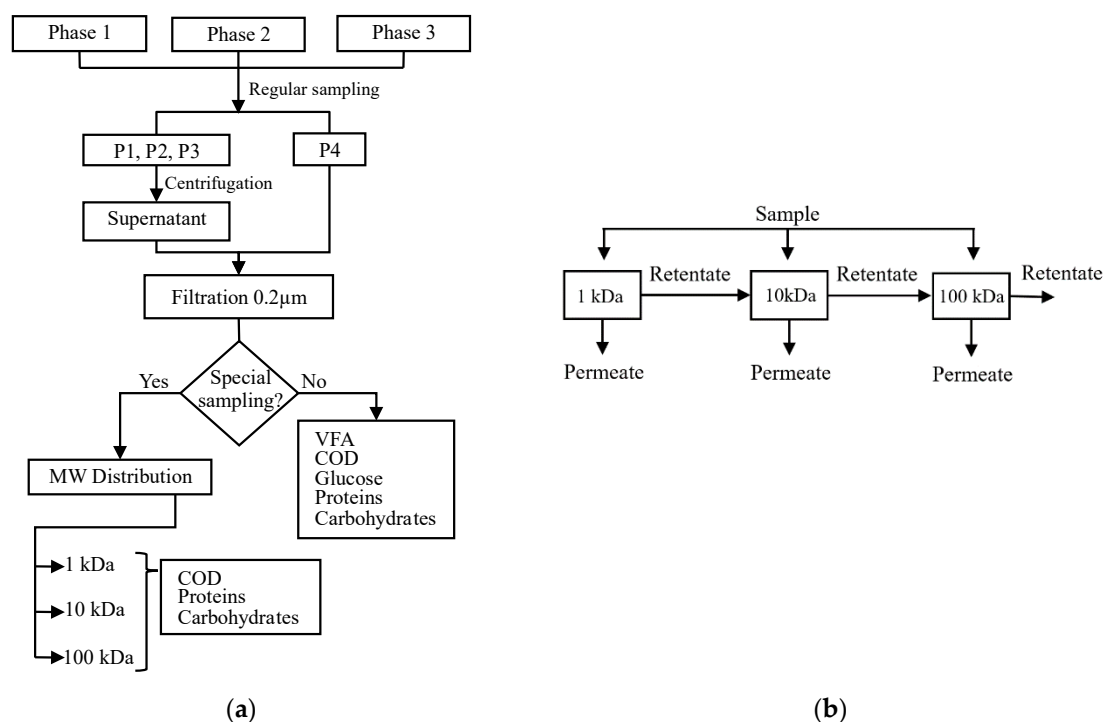 Phase 1
Phase 2
Phase 3
Regular sampling
P1, P2, P3
P4
Centrifugation
Supernatant
Filtration 0.2µm
Yes
Special
sampling?
No
MW Distribution
VFA
COD
Glucose
Proteins
Carbohydrates
1 kDa
10 kDa
100 kDa
COD
Proteins
Carbohydrates
(a)
Sample
Retentate
Retentate
Retentate
1 kDa
10kDa
100 kDa
Permeate
Permeate
Permeate
(b)